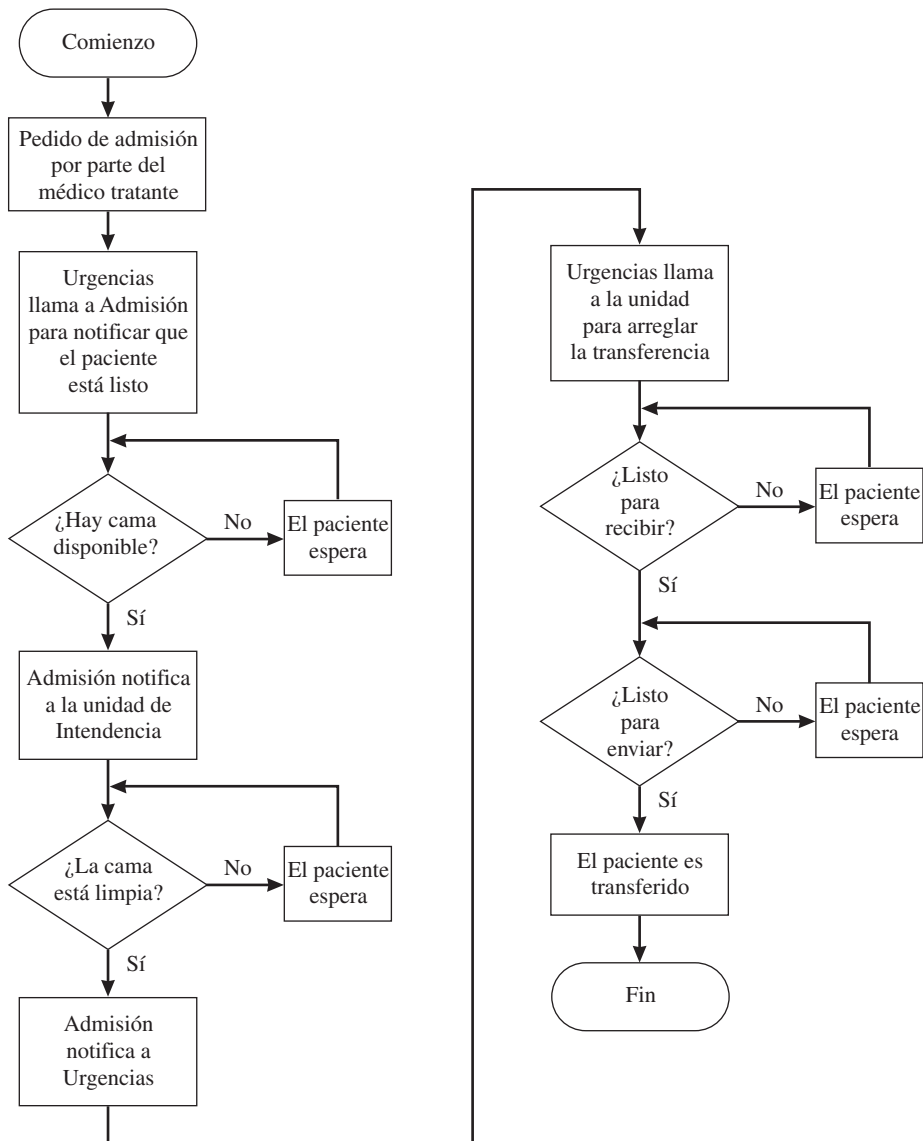 Comienzo
Pedido de admisión
por parte del
médico tratante
Urgencias
llama a Admisión
para notificar que
el paciente
está listo
¿Hay cama
disponible?
No
El paciente
espera
Sí
Admisión notifica
a la unidad de
Intendencia
¿La cama
está limpia?
No
El paciente
espera
Sí
Admisión
notifica a
Urgencias
Urgencias llama
a la unidad
para arreglar
la transferencia
¿Listo
para
recibir?
No
El paciente
espera
Sí
¿Listo
para
enviar?
No
El paciente
espera
Sí
El paciente es
transferido
Fin